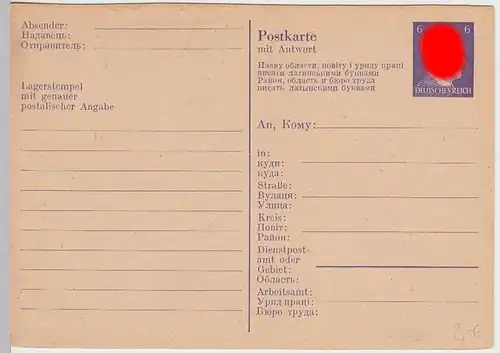 Absender:
Надавець:
Отправитель:
Lagerstempel
mit genauer
postalischer Angabe
Postkarte
mit Antwort
Назву области, повіту і уряду праці
писати латинськими буквами
Район, область и бюро труда
писать латынскими буквами
6 6
DEUTSCHES REICH
An, Кому:
in:
куди:
куда:
Straße:
Вулиця:
Улица:
Kreis:
Повіт:
Район:
Dienstpost-
amt oder
Gebiet:
Область:
Arbeitsamt:
Уряд праці:
Бюро труда:
2,-€